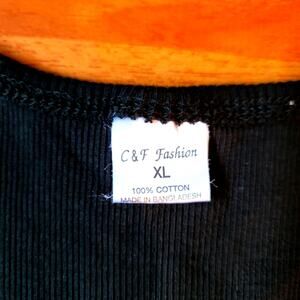 C&F Fashion
XL
100% COTTON
MADE IN BANGLADESH